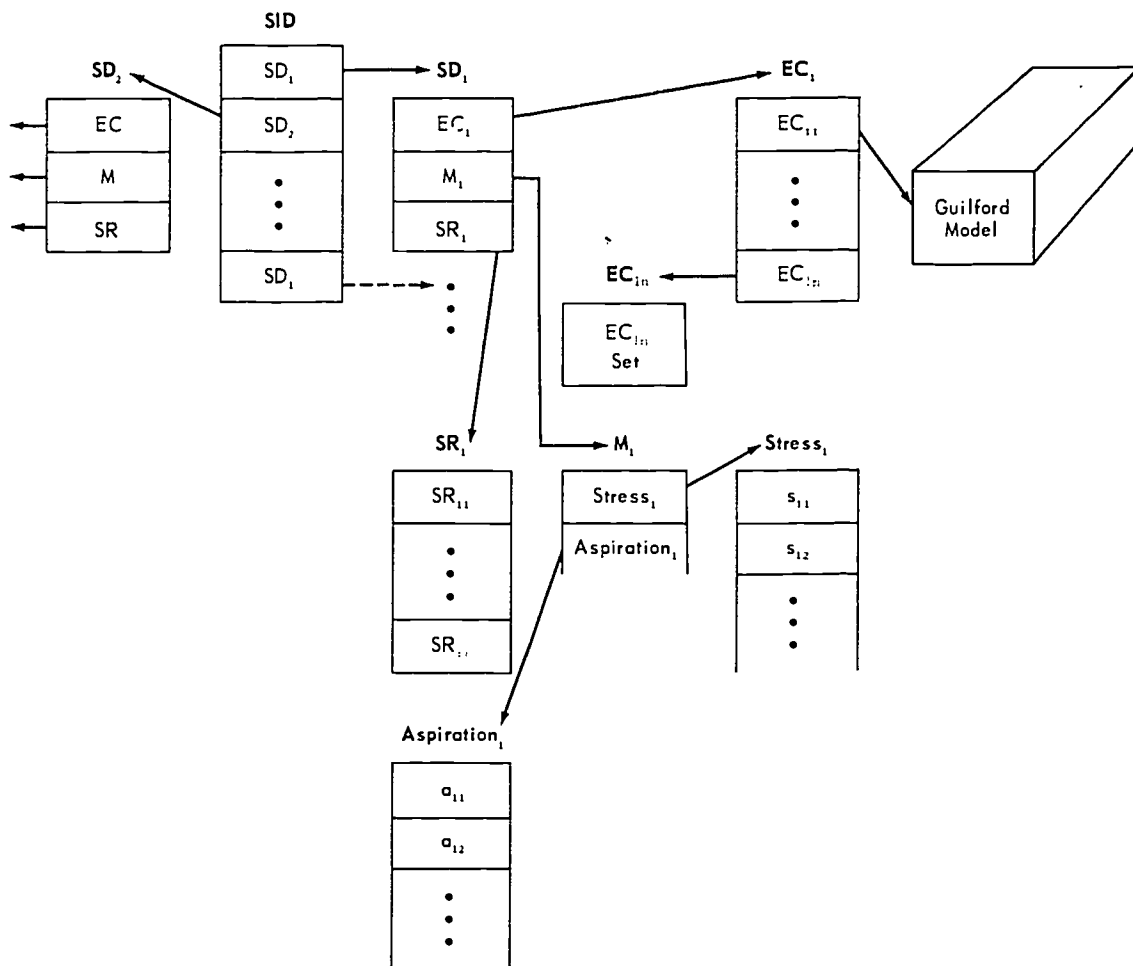 SID
SD₂
SD₁
SD₁
EC₁
EC
SD₂
EC₁
EC₁₁
M
M₁
Guilford
Model
SR
SR₁
EC₁ₙ
SD₁
EC₁ₙ
EC₁ₙ
Set
SR₁
M₁
Stress₁
SR₁₁
Stress₁
s₁₁
Aspiration₁
s₁₂
Aspiration₁
a₁₁
a₁₂